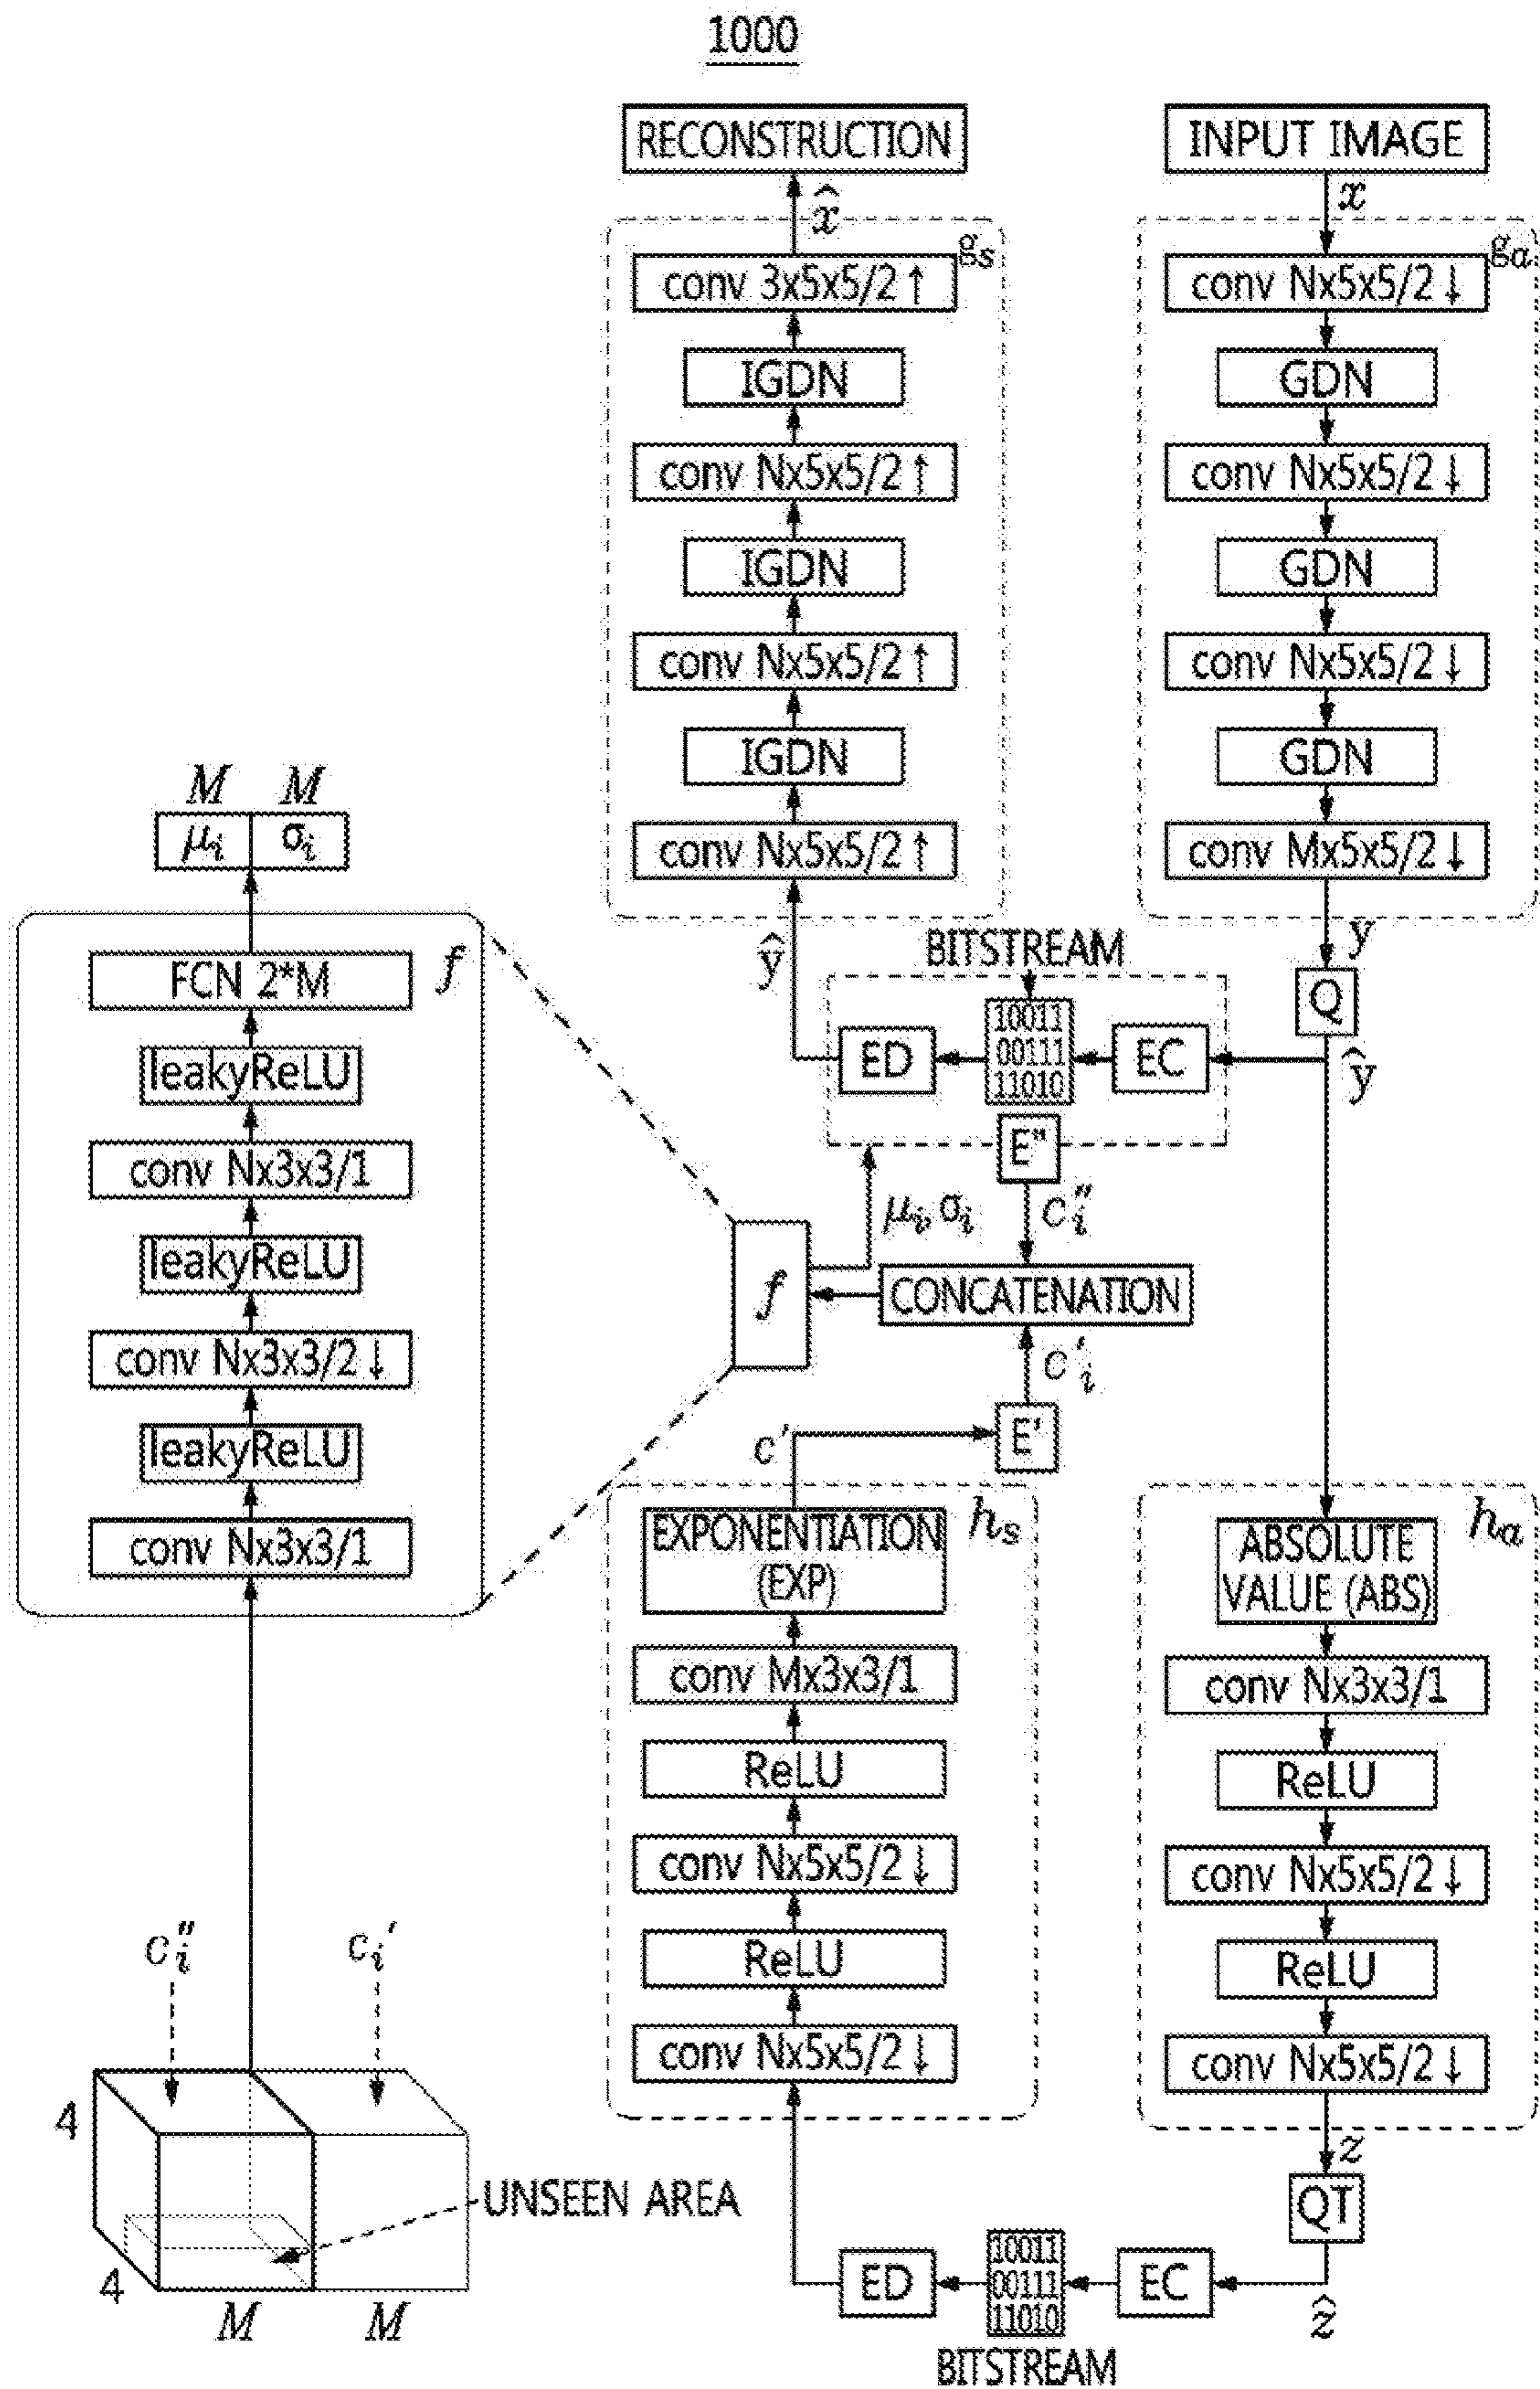 1000
RECONSTRUCTION
x̂
gs
conv 3x5x5/2↑
IGDN
conv Nx5x5/2↑
IGDN
conv Nx5x5/2↑
IGDN
conv Nx5x5/2↑
ŷ
INPUT IMAGE
x
ga
conv Nx5x5/2↓
GDN
conv Nx5x5/2↓
GDN
conv Nx5x5/2↓
GDN
conv Mx5x5/2↓
y
Q
ŷ
BITSTREAM
ED
10011
00111
11010
EC
E"
c"i
μi, σi
f
CONCATENATION
c'i
E'
c'
M M
μi σi
f
FCN 2*M
leakyReLU
conv Nx3x3/1
leakyReLU
conv Nx3x3/2↓
leakyReLU
conv Nx3x3/1
c"i ci'
4
4
M M
UNSEEN AREA
hs
EXPONENTIATION
(EXP)
conv Mx3x3/1
ReLU
conv Nx5x5/2↓
ReLU
conv Nx5x5/2↓
ha
ABSOLUTE
VALUE (ABS)
conv Nx3x3/1
ReLU
conv Nx5x5/2↓
ReLU
conv Nx5x5/2↓
z
QT
ẑ
ED
10011
00111
11010
EC
BITSTREAM